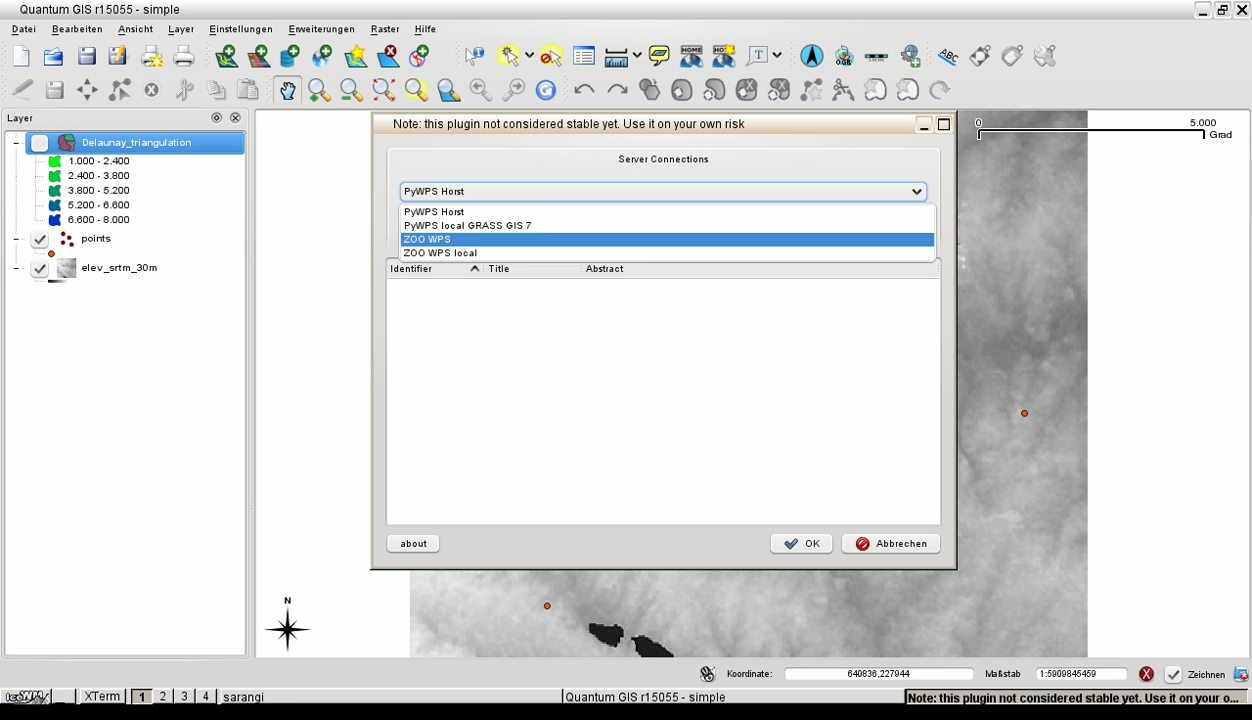 Quantum GIS r15055 - simple
Datei Bearbeiten Ansicht Layer Einstellungen Erweiterungen Raster Hilfe
Layer
Delaunay_triangulation
1.000 - 2.400
2.400 - 3.800
3.800 - 5.200
5.200 - 6.600
6.600 - 8.000
points
elev_srtm_30m
Note: this plugin not considered stable yet. Use it on your own risk
Server Connections
PyWPS Horst
PyWPS Horst
PyWPS local GRASS GIS 7
ZOO WPS
ZOO WPS local
Identifier Title Abstract
about OK Abbrechen
0 5.000
Grad
N
Koordinate: 640836,227944 Maßstab 1:5909845459 Zeichnen
XTerm 1 2 3 4 sarangi Quantum GIS r15055 - simple Note: this plugin not considered stable yet. Use it on your o...